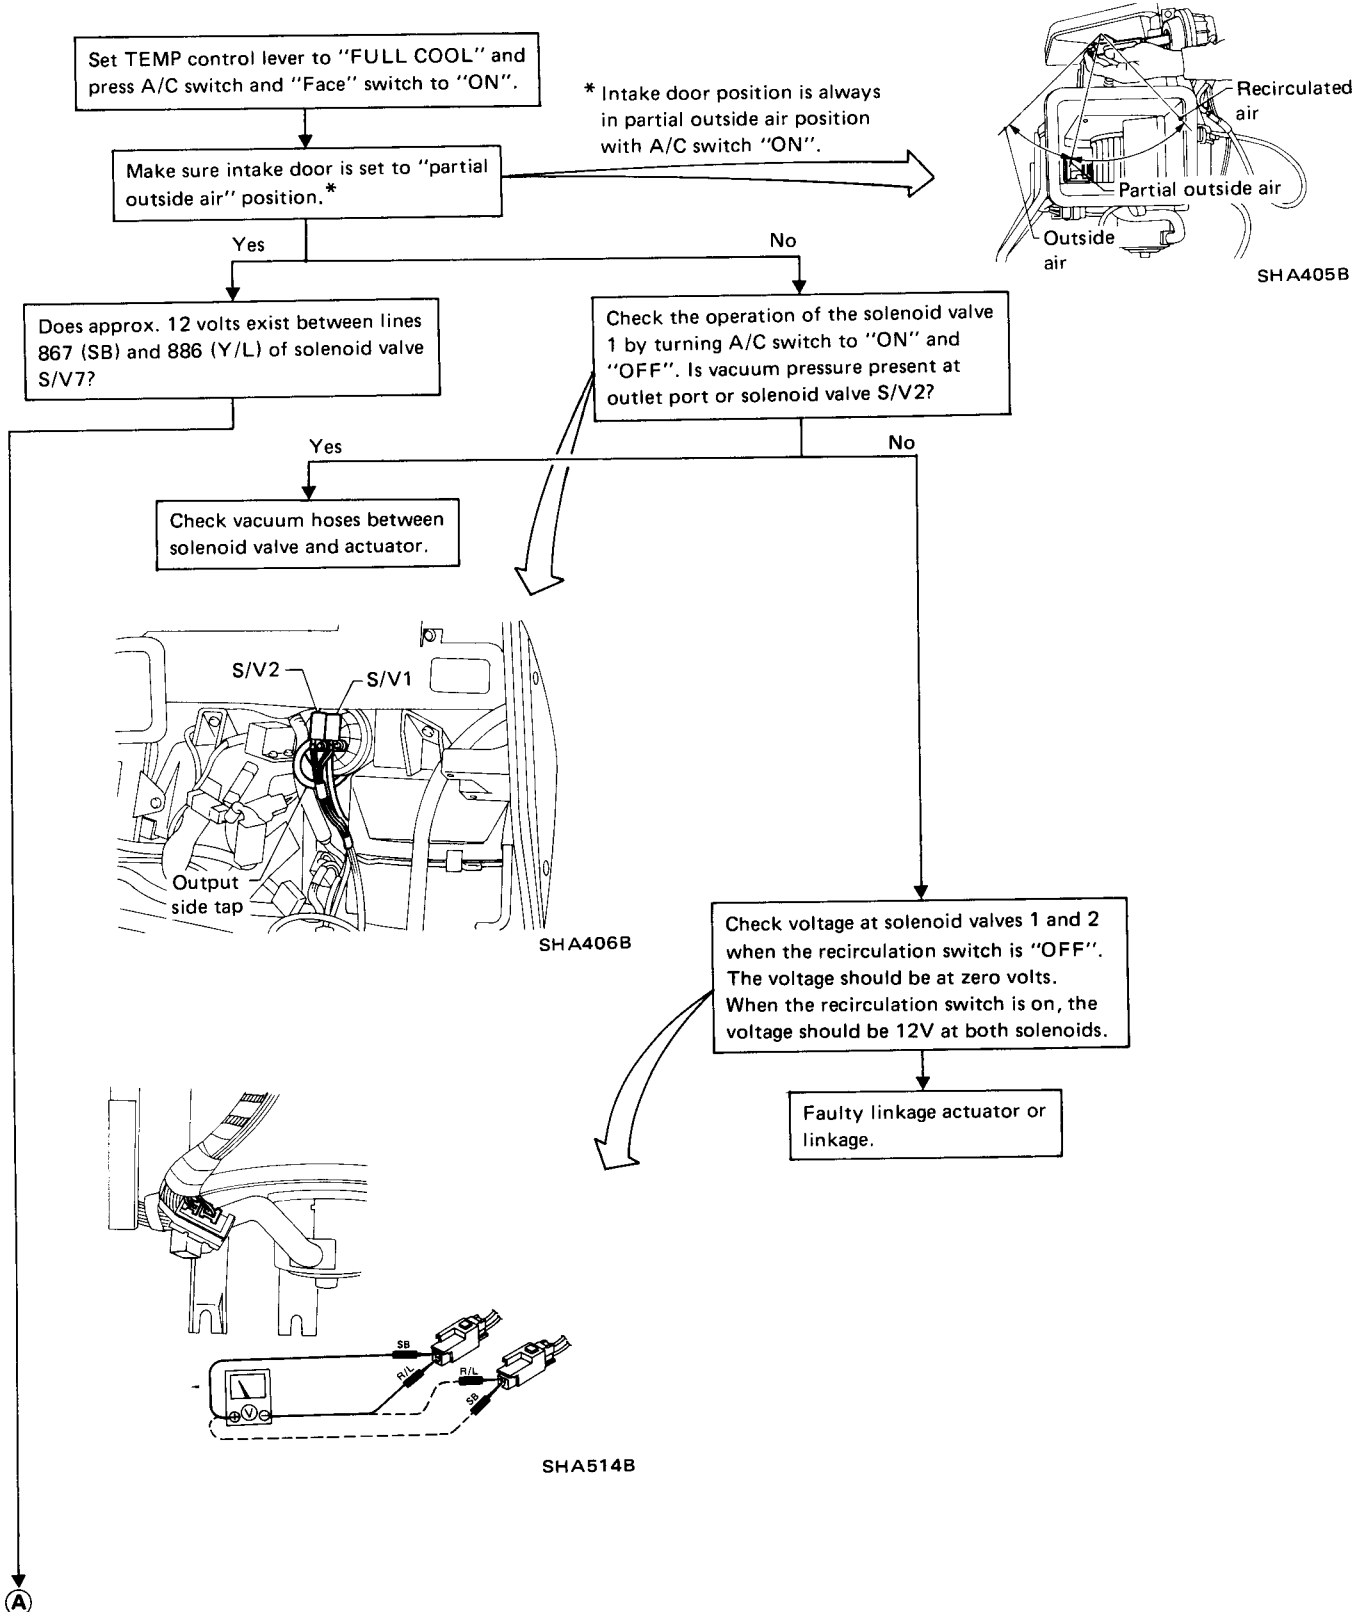 Set TEMP control lever to "FULL COOL" and
press A/C switch and "Face" switch to "ON".
* Intake door position is always
in partial outside air position
with A/C switch "ON".
Recirculated
air
Partial outside air
Outside
air
SHA405B
Make sure intake door is set to "partial
outside air" position.*
Yes
No
Does approx. 12 volts exist between lines
867 (SB) and 886 (Y/L) of solenoid valve
S/V7?
Check the operation of the solenoid valve
1 by turning A/C switch to "ON" and
"OFF". Is vacuum pressure present at
outlet port or solenoid valve S/V2?
Yes
No
Check vacuum hoses between
solenoid valve and actuator.
S/V2
S/V1
Output
side tap
SHA406B
Check voltage at solenoid valves 1 and 2
when the recirculation switch is "OFF".
The voltage should be at zero volts.
When the recirculation switch is on, the
voltage should be 12V at both solenoids.
Faulty linkage actuator or
linkage.
SB
R/L
R/L
SB
V
SHA514B
A